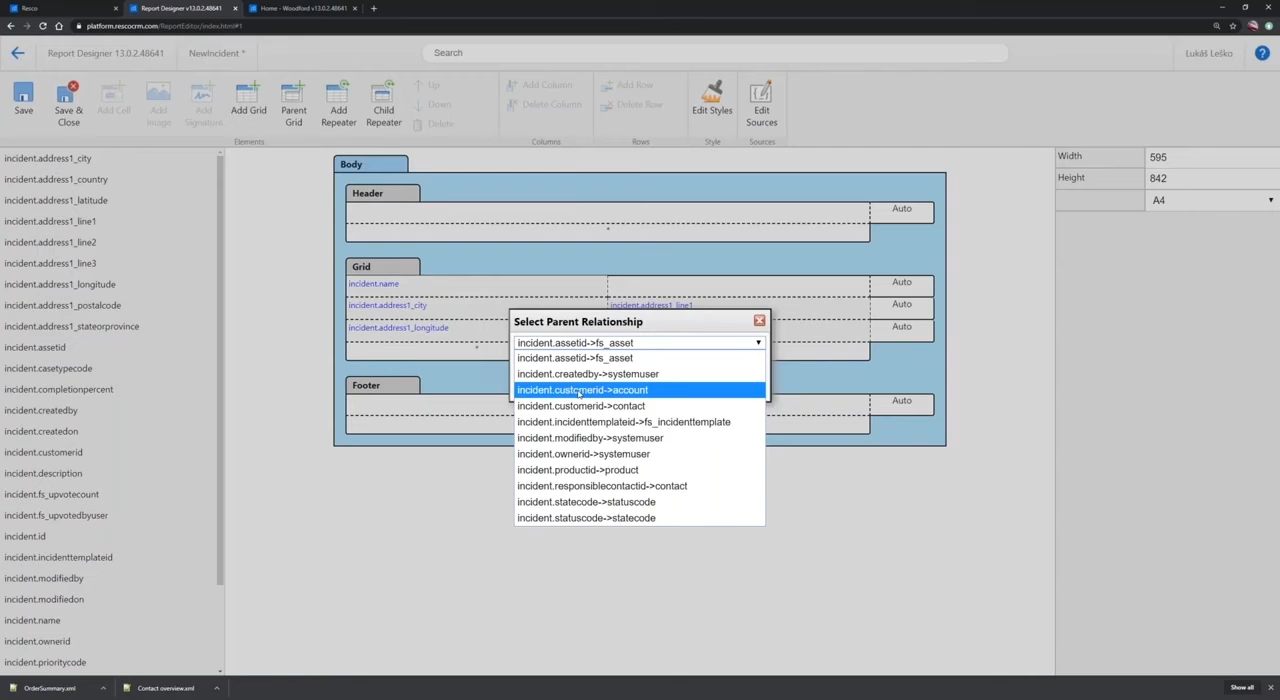 Resco
Report Designer v13.0.2.48641
Home - Woodford v13.0.2.48641
platform.rescocrm.com/ReportEditor/index.html#1
Report Designer 13.0.2.48641
NewIncident *
Search
Lukáš Leško
Save
Save & Close
Add Cell
Add Image
Add Signature
Add Grid
Parent Grid
Add Repeater
Child Repeater
Up
Down
Delete
Add Column
Delete Column
Add Row
Delete Row
Edit Styles
Edit Sources
Elements
Columns
Rows
Style
Sources
incident.address1_city
incident.address1_country
incident.address1_latitude
incident.address1_line1
incident.address1_line2
incident.address1_line3
incident.address1_longitude
incident.address1_postalcode
incident.address1_stateorprovince
incident.assetid
incident.casetypecode
incident.completionpercent
incident.createdby
incident.createdon
incident.customerid
incident.description
incident.fs_upvotecount
incident.fs_upvotedbyuser
incident.id
incident.incidenttemplateid
incident.modifiedby
incident.modifiedon
incident.name
incident.ownerid
incident.prioritycode
Body
Header
Auto
*
Grid
incident.name
Auto
incident.address1_city
incident.address1_line1
Auto
incident.address1_longitude
Auto
*
Footer
Auto
Select Parent Relationship
incident.assetid->fs_asset
incident.assetid->fs_asset
incident.createdby->systemuser
incident.customerid->account
incident.customerid->contact
incident.incidenttemplateid->fs_incidenttemplate
incident.modifiedby->systemuser
incident.ownerid->systemuser
incident.productid->product
incident.responsiblecontactid->contact
incident.statecode->statuscode
incident.statuscode->statecode
Width
595
Height
842
A4
OrderSummary.xml
Contact overview.xml
Show all